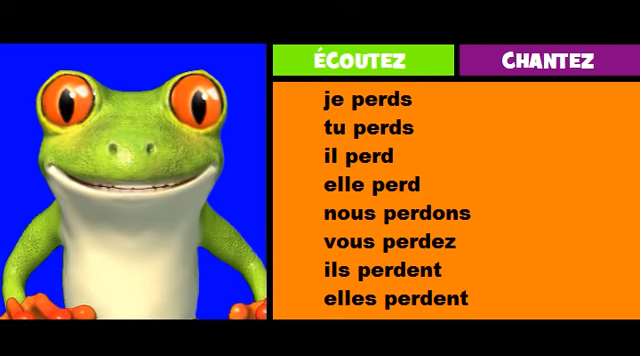 ÉCOUTEZ
CHANTEZ
je perds
tu perds
il perd
elle perd
nous perdons
vous perdez
ils perdent
elles perdent